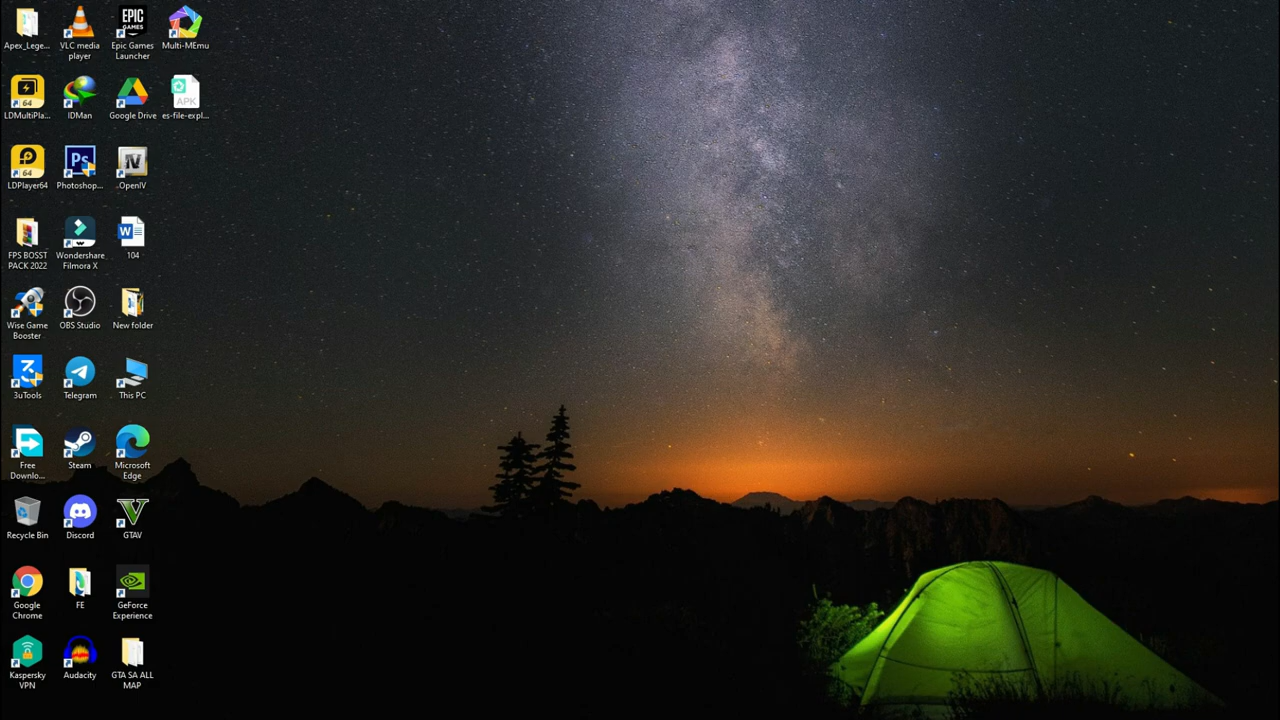 Apex_Lege...
VLC media
player
EPIC
GAMES
Epic Games
Launcher
Multi-MEmu
64
LDMultiPla...
IDMan
Google Drive
APK
es-file-expl...
64
LDPlayer64
Ps
Photoshop...
IV
OpenIV
FPS BOSST
PACK 2022
Wondershare
Filmora X
W
104
Wise Game
Booster
OBS Studio
New folder
3uTools
Telegram
This PC
Free
Downlo...
Steam
Microsoft
Edge
Recycle Bin
Discord
V
GTAV
Google
Chrome
FE
GeForce
Experience
Kaspersky
VPN
Audacity
GTA SA ALL
MAP